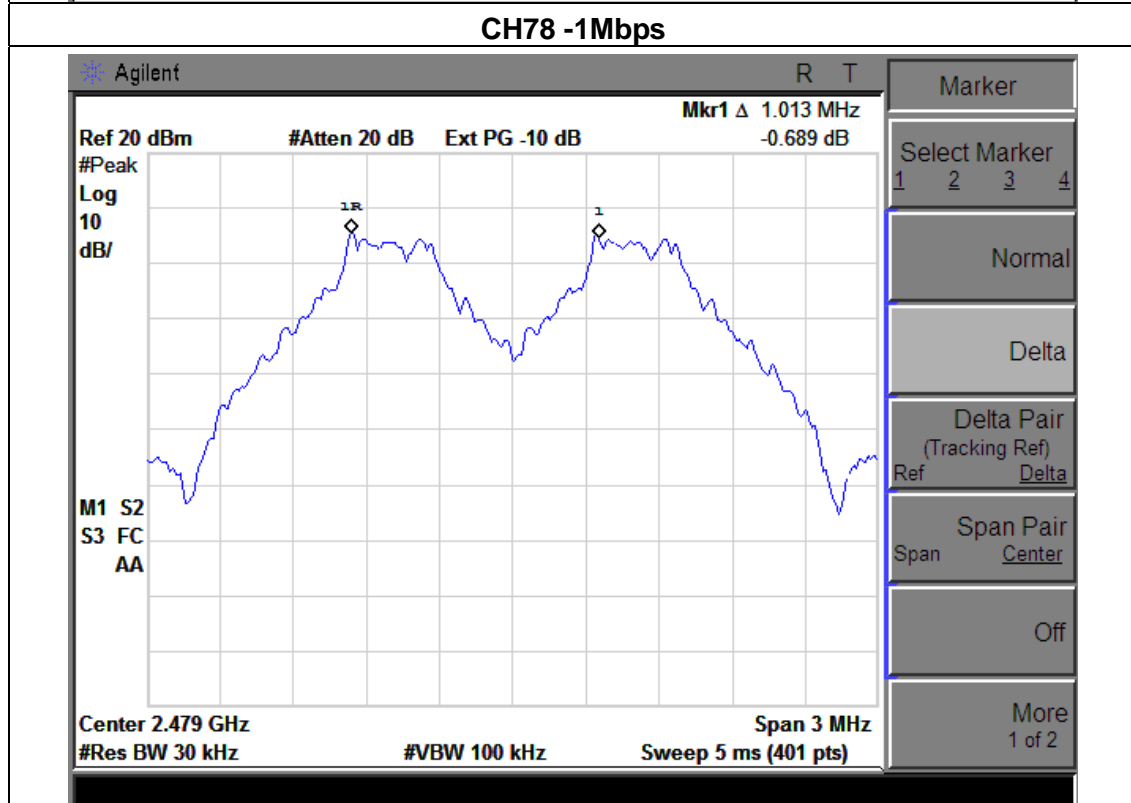 CH78 -1Mbps
Agilent R T
Mkr1 Δ 1.013 MHz
Ref 20 dBm #Atten 20 dB Ext PG -10 dB -0.689 dB
#Peak
Log
10
dB/
1R
1
M1 S2
S3 FC
AA
Center 2.479 GHz Span 3 MHz
#Res BW 30 kHz #VBW 100 kHz Sweep 5 ms (401 pts)
Marker
Select Marker
1 2 3 4
Normal
Delta
Delta Pair
(Tracking Ref)
Ref Delta
Span Pair
Span Center
Off
More
1 of 2